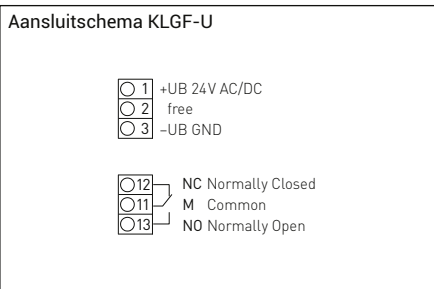 Aansluitschema KLGF-U
1 +UB 24V AC/DC
2 free
3 –UB GND
12 NC Normally Closed
11 M Common
13 NO Normally Open